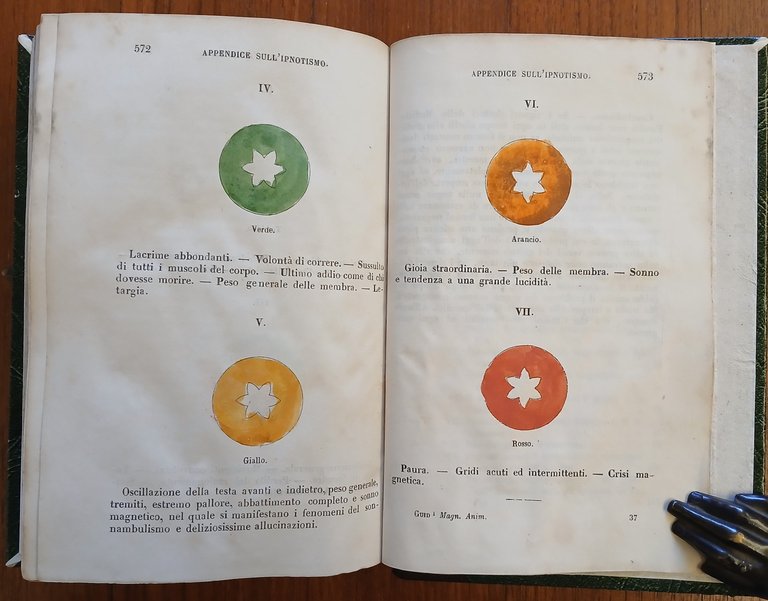 572
APPENDICE SULL'IPNOTISMO.
IV.
Verde.
Lacrime abbondanti. — Volontà di correre. — Sussulto
di tutti i muscoli del corpo. — Ultimo addio come di chi
dovesse morire. — Peso generale delle membra. — Le-
targia.
V.
Giallo.
Oscillazione della testa avanti e indietro, peso generale,
tremiti, estremo pallore, abbattimento completo e sonno
magnetico, nel quale si manifestano i fenomeni del son-
nambulismo e deliziosissime allucinazioni.
APPENDICE SULL'IPNOTISMO.
573
VI.
Arancio.
Gioia straordinaria. — Peso delle membra. — Sonno
e tendenza a una grande lucidità.
VII.
Rosso.
Paura. — Gridi acuti ed intermittenti. — Crisi ma-
gnetica.
Magn. Anim.
37